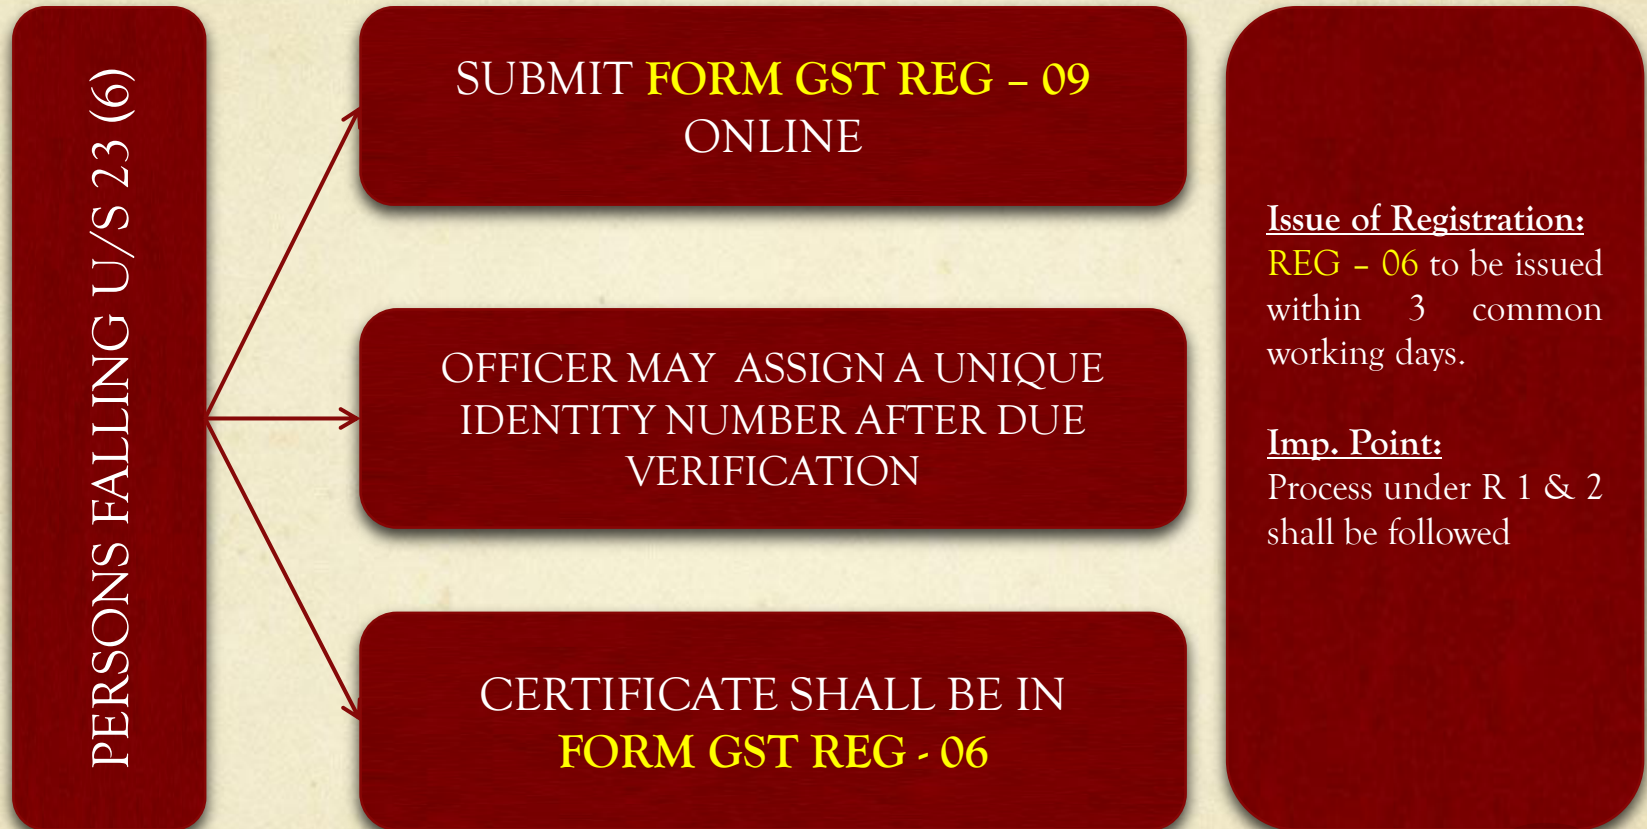 PERSONS FALLING U/S 23 (6)
SUBMIT FORM GST REG – 09
ONLINE
OFFICER MAY ASSIGN A UNIQUE
IDENTITY NUMBER AFTER DUE
VERIFICATION
CERTIFICATE SHALL BE IN
FORM GST REG - 06
Issue of Registration:
REG – 06 to be issued
within 3 common
working days.
Imp. Point:
Process under R 1 & 2
shall be followed